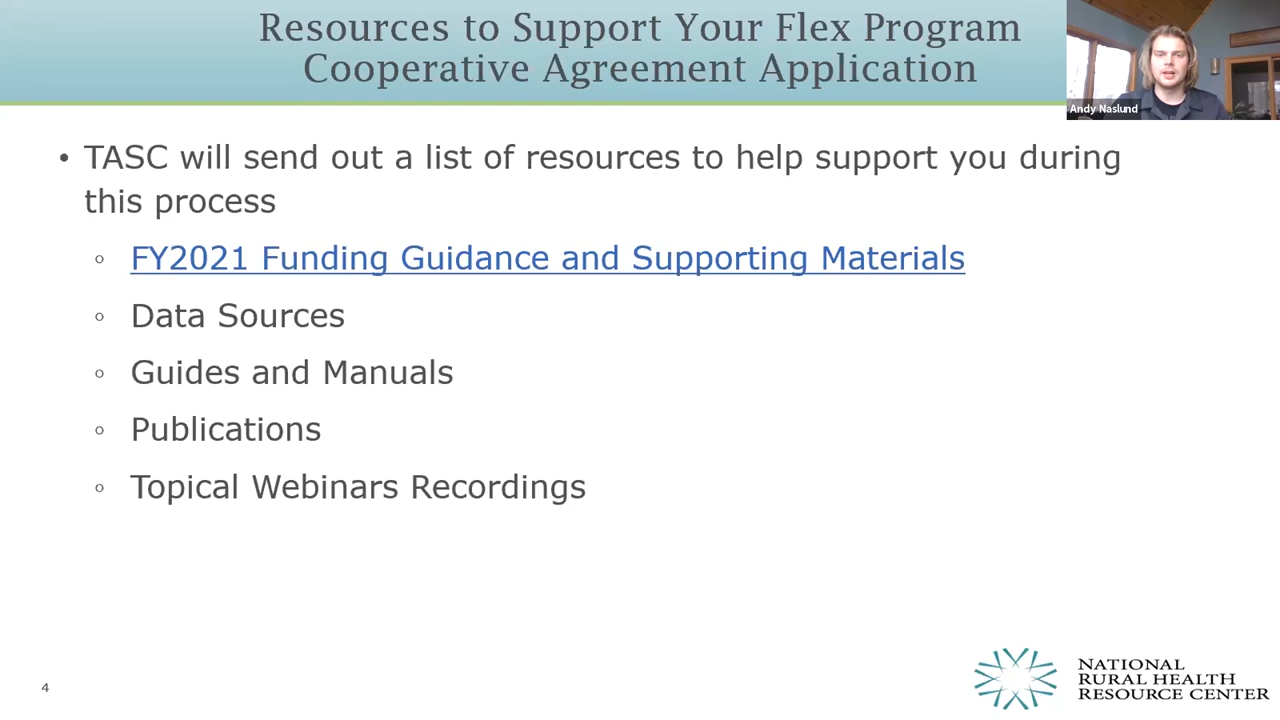 Resources to Support Your Flex Program
Cooperative Agreement Application
Andy Naslund
• TASC will send out a list of resources to help support you during
this process
◦ FY2021 Funding Guidance and Supporting Materials
◦ Data Sources
◦ Guides and Manuals
◦ Publications
◦ Topical Webinars Recordings
4
NATIONAL
RURAL HEALTH
RESOURCE CENTER